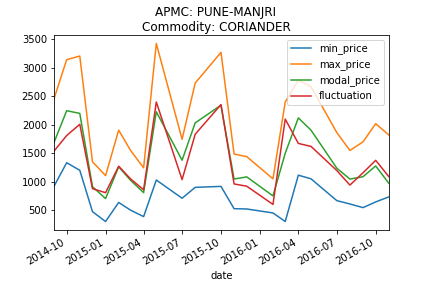 APMC: PUNE-MANJRI
Commodity: CORIANDER
3500
3000
2500
2000
1500
1000
500
min_price
max_price
modal_price
fluctuation
2014-10
2015-01
2015-04
2015-07
2015-10
2016-01
2016-04
2016-07
2016-10
date